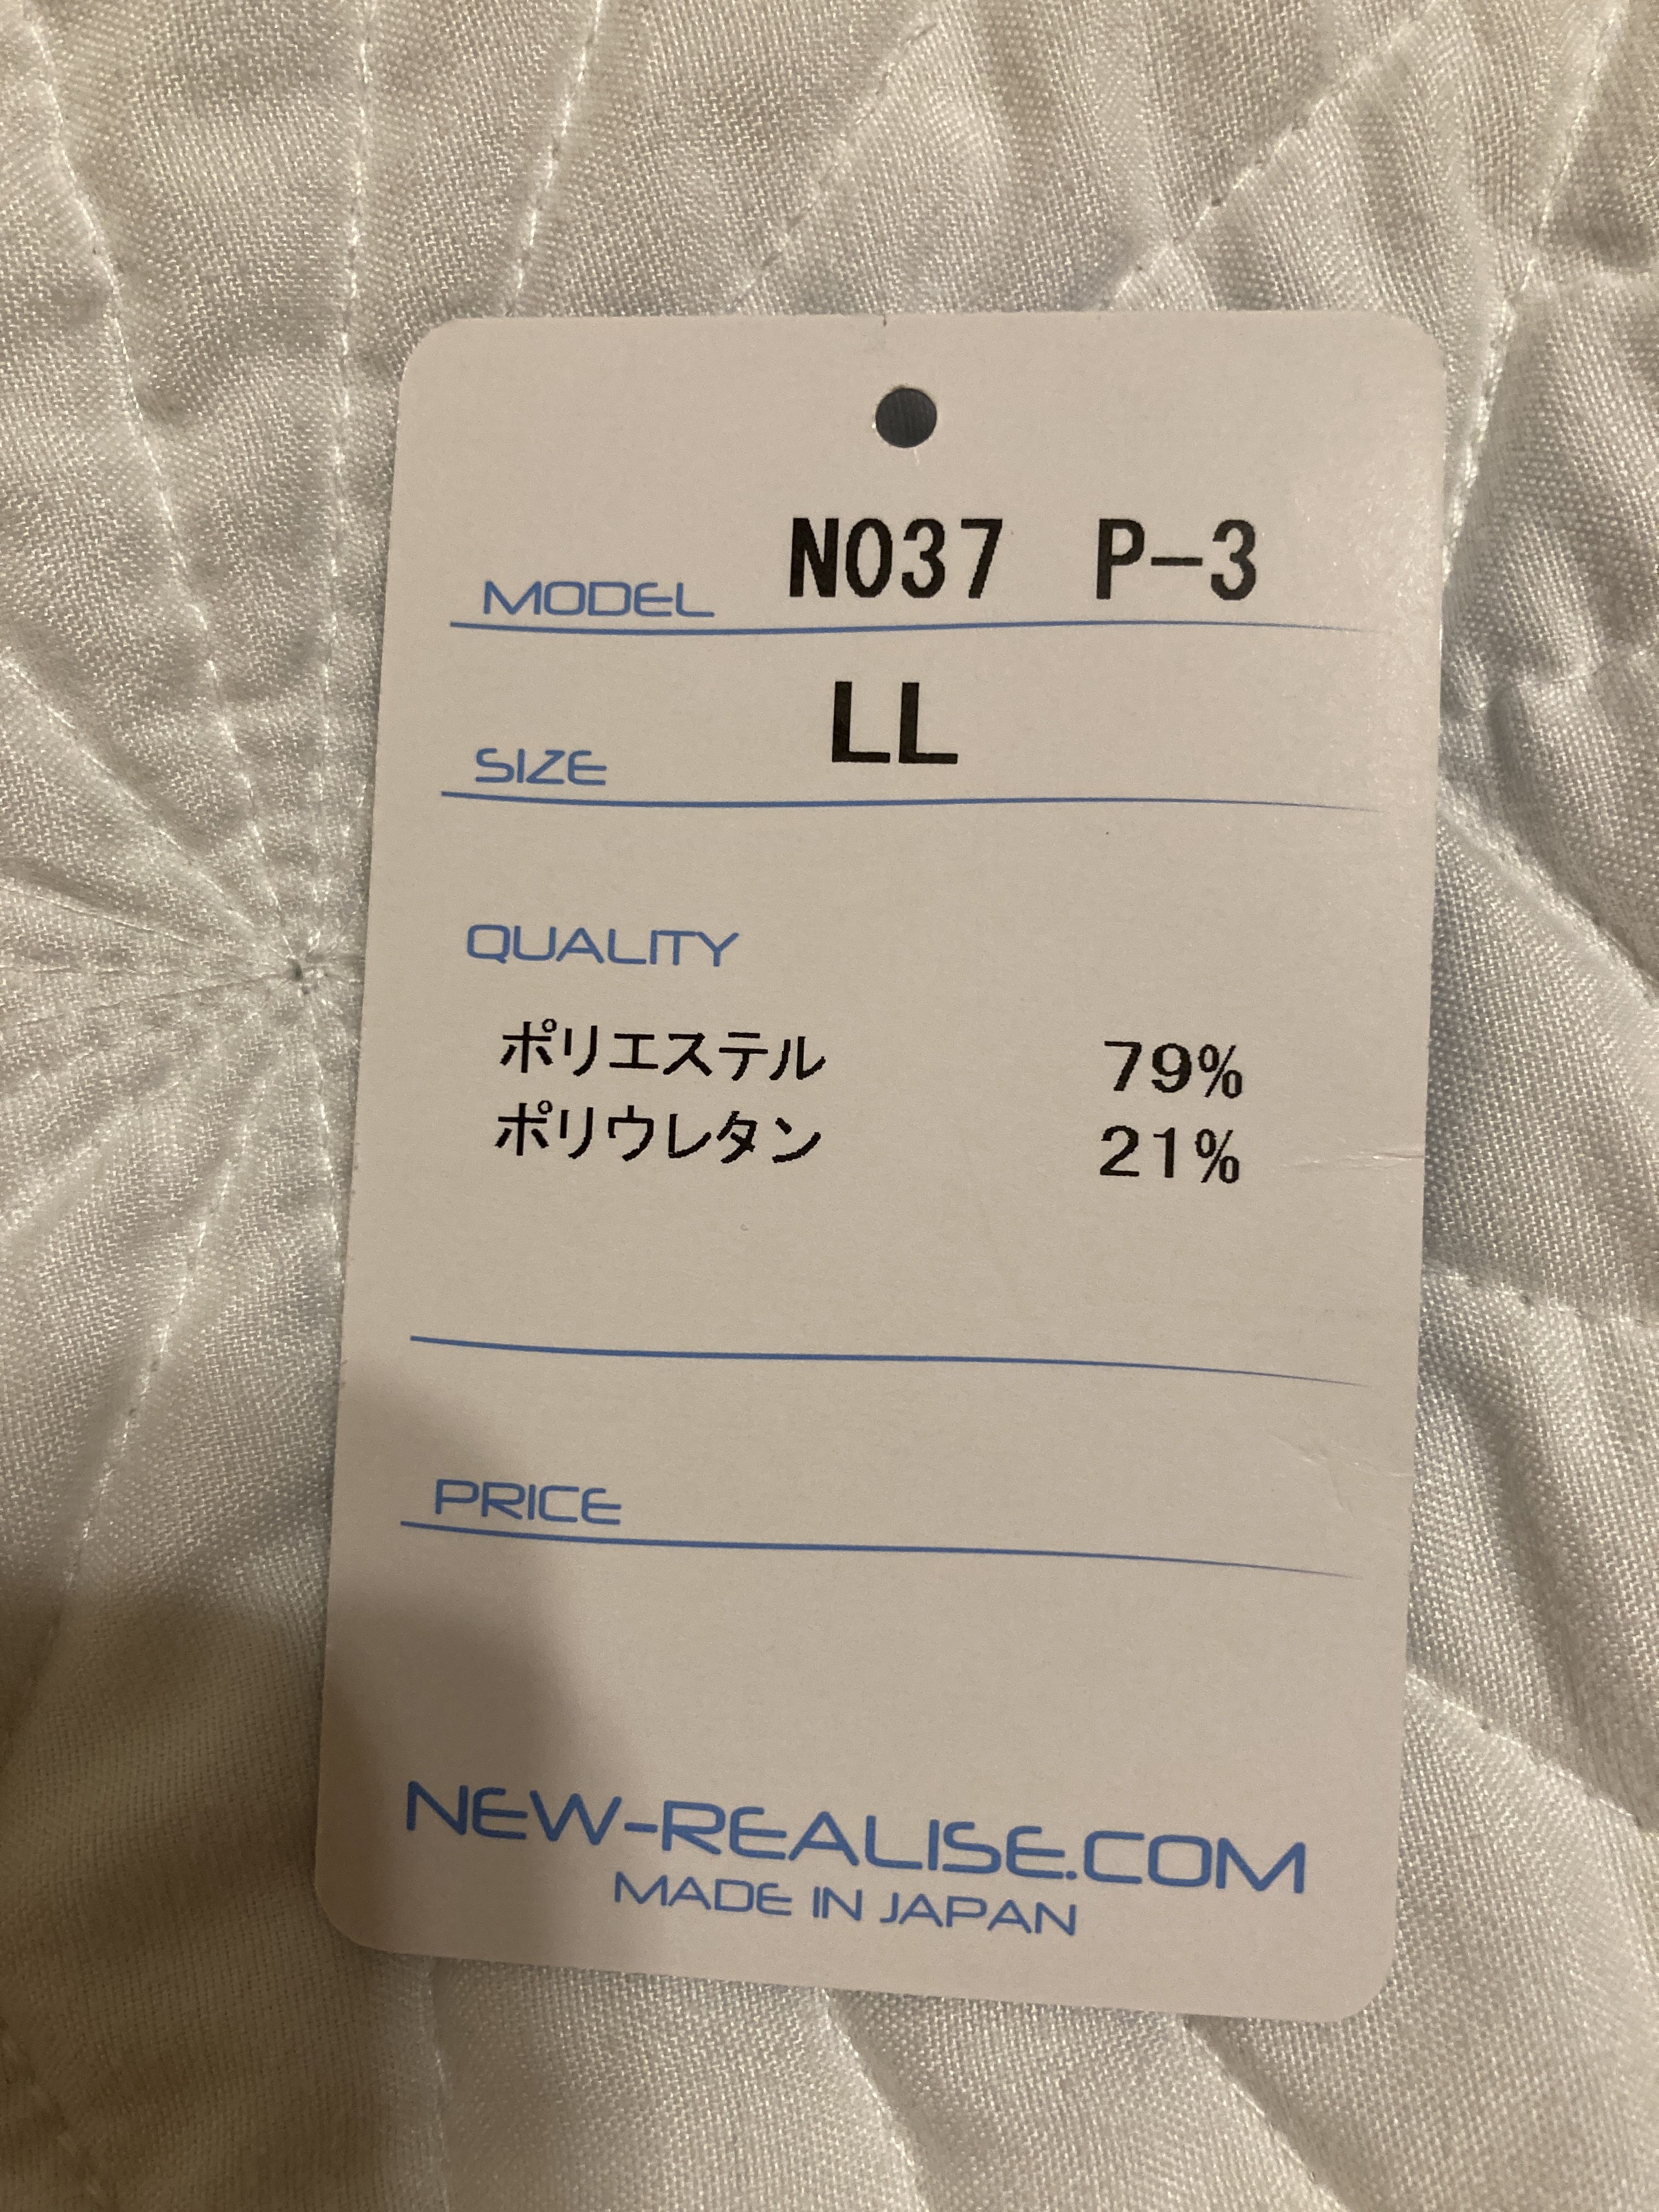 MODEL N037 P-3
SIZE LL
QUALITY
ポリエステル 79%
ポリウレタン 21%
PRICE
NEW-REALISE.COM
MADE IN JAPAN